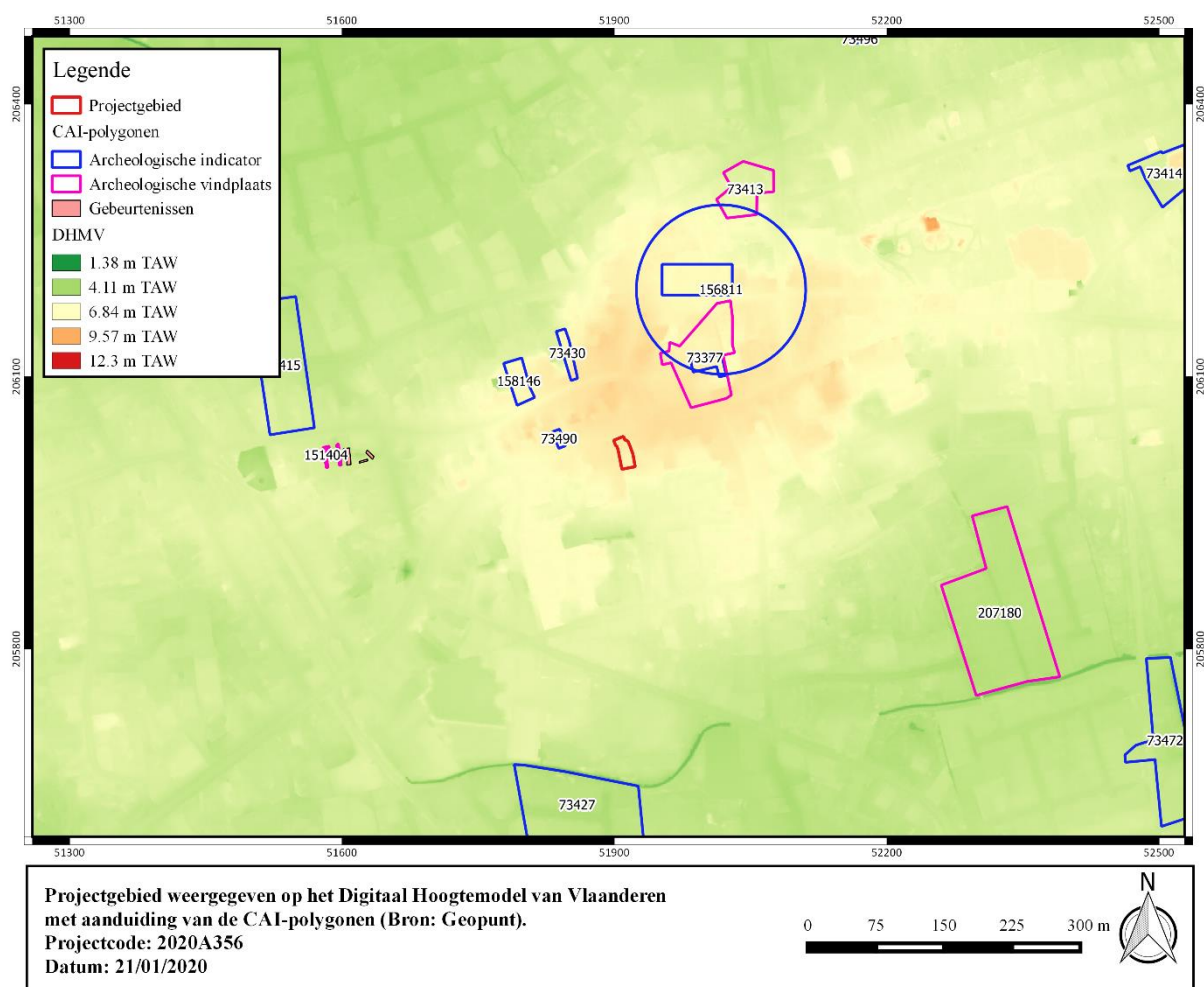 51300 51600 51900 52200 52500
73496
206400 206400
Legende
Projectgebied
CAI-polygonen
Archeologische indicator
Archeologische vindplaats
Gebeurtenissen
DHMV
1.38 m TAW
4.11 m TAW
6.84 m TAW
9.57 m TAW
12.3 m TAW
73414
73413
156811
73430
73377
415
206100 206100
158146
73490
151404
207180
205800 205800
73472
73427
51300 51600 51900 52200 52500
Projectgebied weergegeven op het Digitaal Hoogtemodel van Vlaanderen
met aanduiding van de CAI-polygonen (Bron: Geopunt).
Projectcode: 2020A356
Datum: 21/01/2020
0 75 150 225 300 m
N